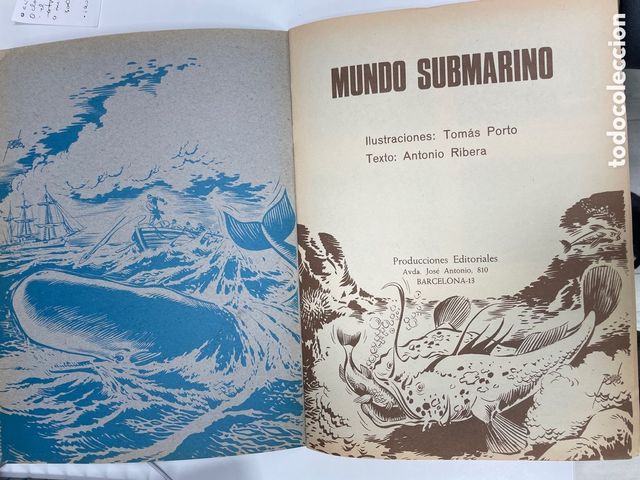 MUNDO SUBMARINO
Ilustraciones: Tomás Porto
Texto: Antonio Ribera
Producciones Editoriales
Avda. José Antonio, 810
BARCELONA-13
todocoleccion